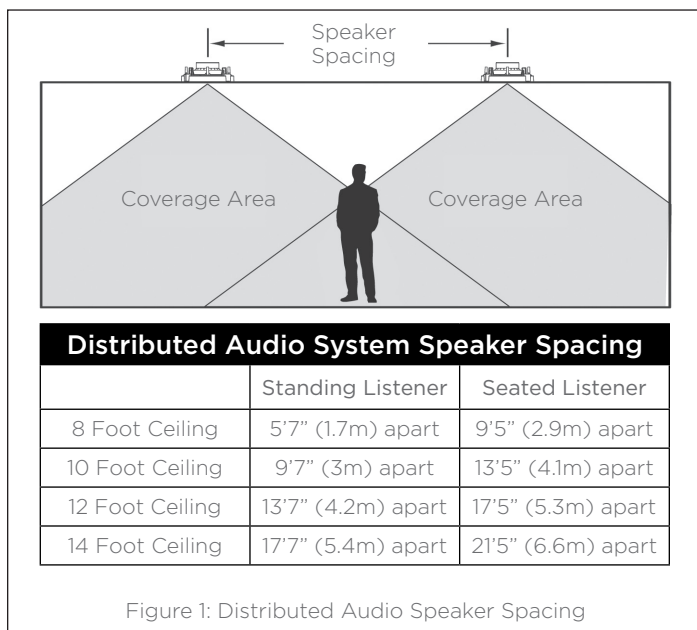 Speaker
Spacing
Coverage Area Coverage Area
Distributed Audio System Speaker Spacing
Standing Listener Seated Listener
8 Foot Ceiling 5’7” (1.7m) apart 9’5” (2.9m) apart
10 Foot Ceiling 9’7” (3m) apart 13’5” (4.1m) apart
12 Foot Ceiling 13’7” (4.2m) apart 17’5” (5.3m) apart
14 Foot Ceiling 17’7” (5.4m) apart 21’5” (6.6m) apart
Figure 1: Distributed Audio Speaker Spacing